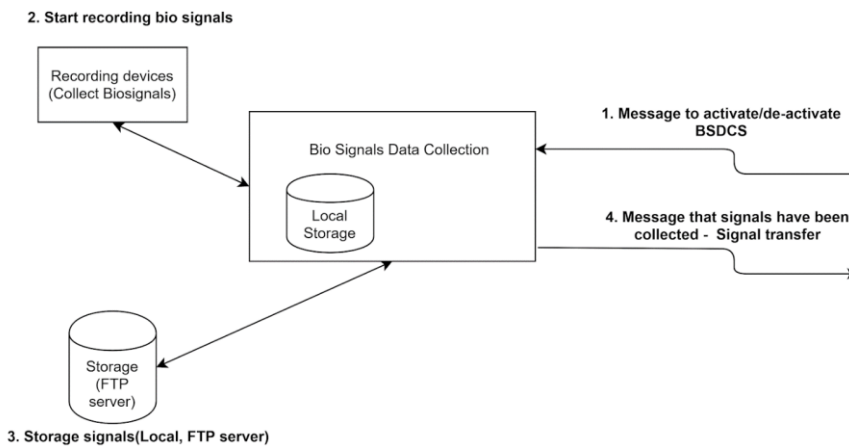 2. Start recording bio signals
Recording devices
(Collect Biosignals)
1. Message to activate/de-activate
BSDCS
Bio Signals Data Collection
Local
Storage
4. Message that signals have been
collected - Signal transfer
Storage
(FTP
server)
3. Storage signals(Local, FTP server)